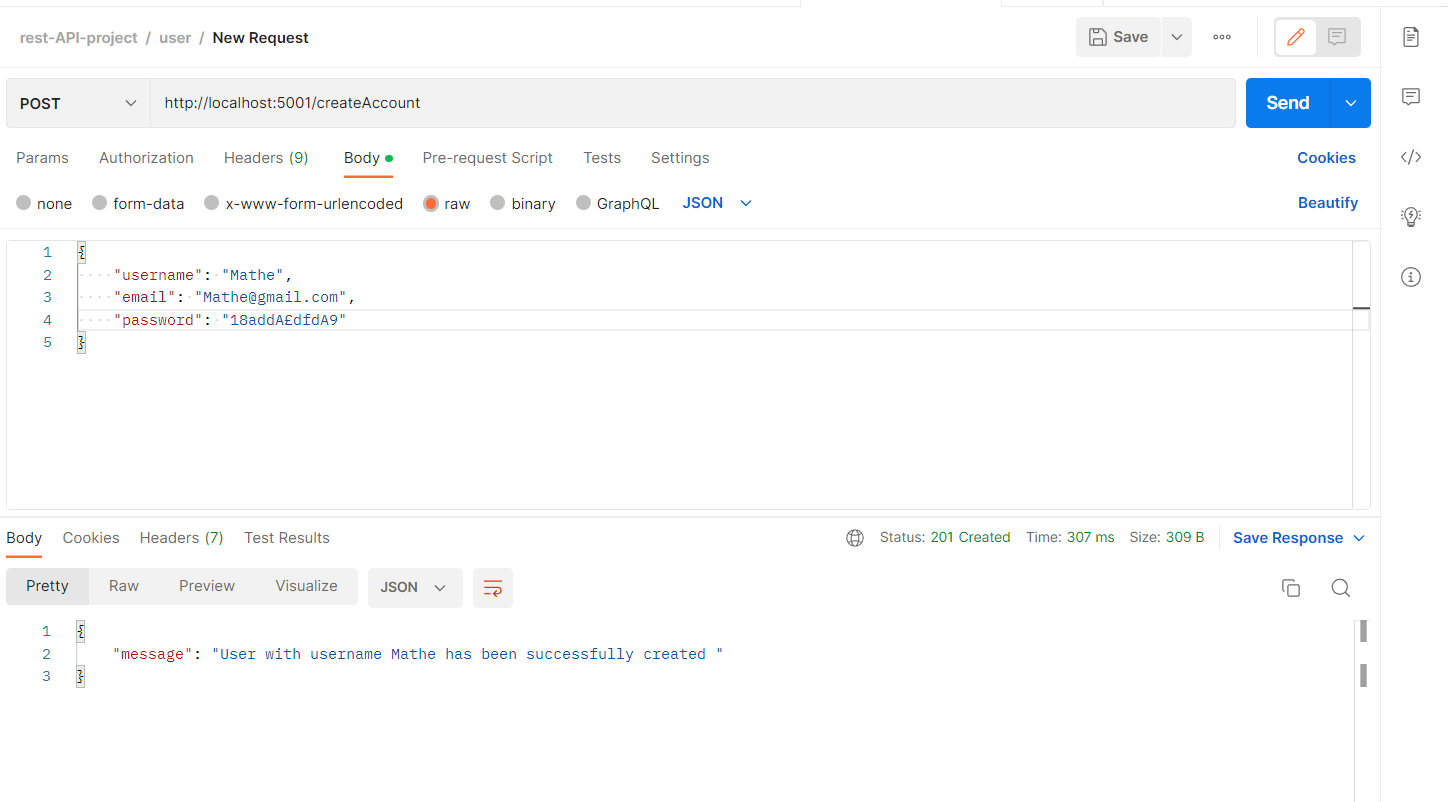 rest-API-project / user / New Request
Save
POST
http://localhost:5001/createAccount
Send
Params Authorization Headers (9) Body Pre-request Script Tests Settings Cookies
none form-data x-www-form-urlencoded raw binary GraphQL JSON Beautify
1 {
2 "username": "Mathe",
3 "email": "Mathe@gmail.com",
4 "password": "18addA£dfdA9"
5 }
Body Cookies Headers (7) Test Results Status: 201 Created Time: 307 ms Size: 309 B Save Response
Pretty Raw Preview Visualize JSON
1 {
2 "message": "User with username Mathe has been successfully created "
3 }